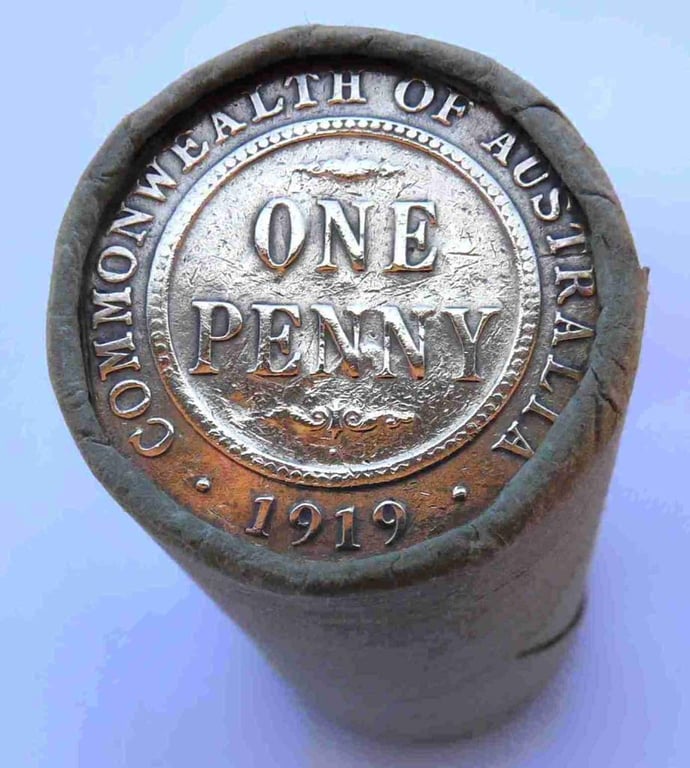 COMMONWEALTH OF AUSTRALIA
ONE
PENNY
· 1919 ·